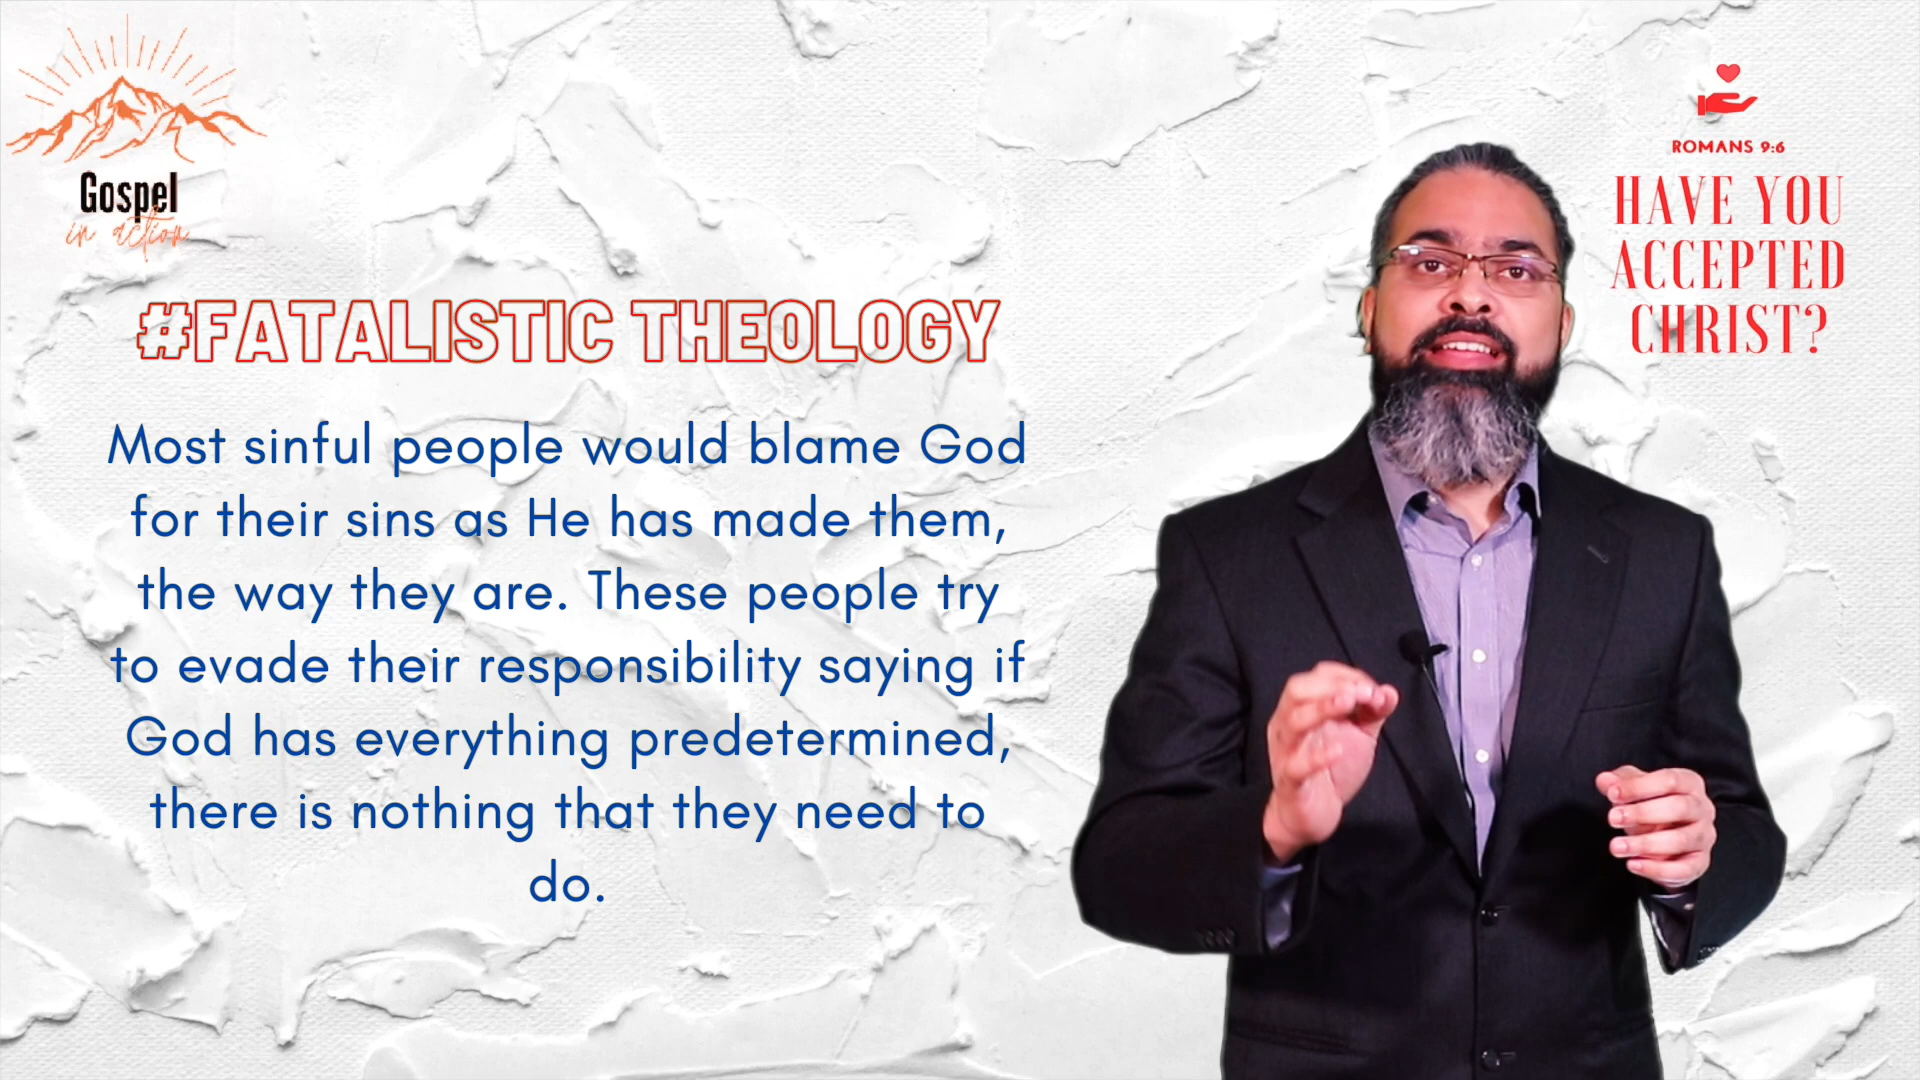 Gospel
in action
ROMANS 9:6
HAVE YOU
ACCEPTED
CHRIST?
#FATALISTIC THEOLOGY
Most sinful people would blame God
for their sins as He has made them,
the way they are. These people try
to evade their responsibility saying if
God has everything predetermined,
there is nothing that they need to
do.